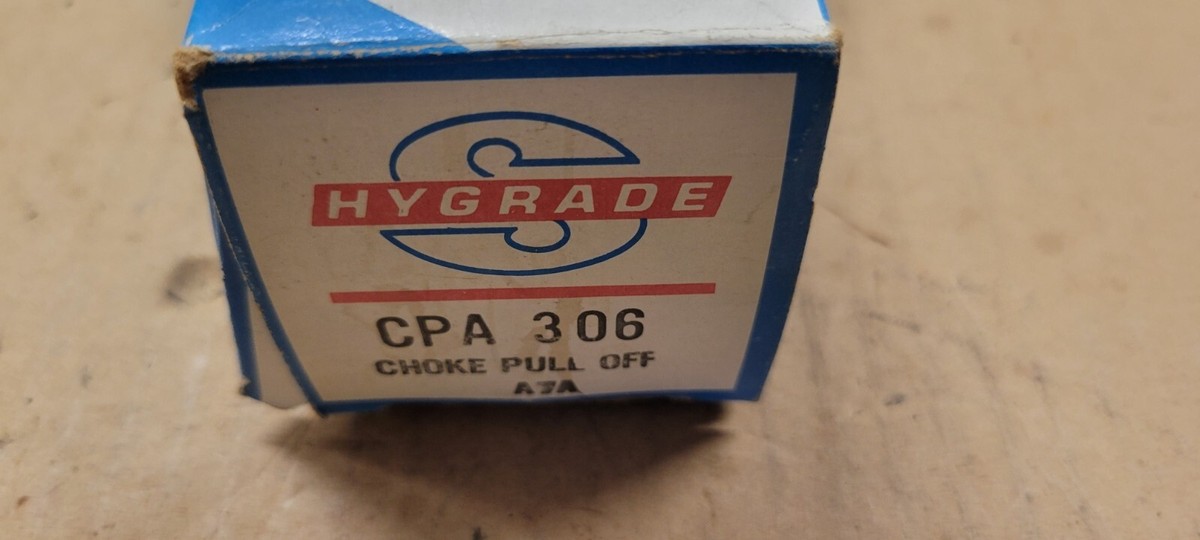 HYGRADE
CPA 306
CHOKE PULL OFF